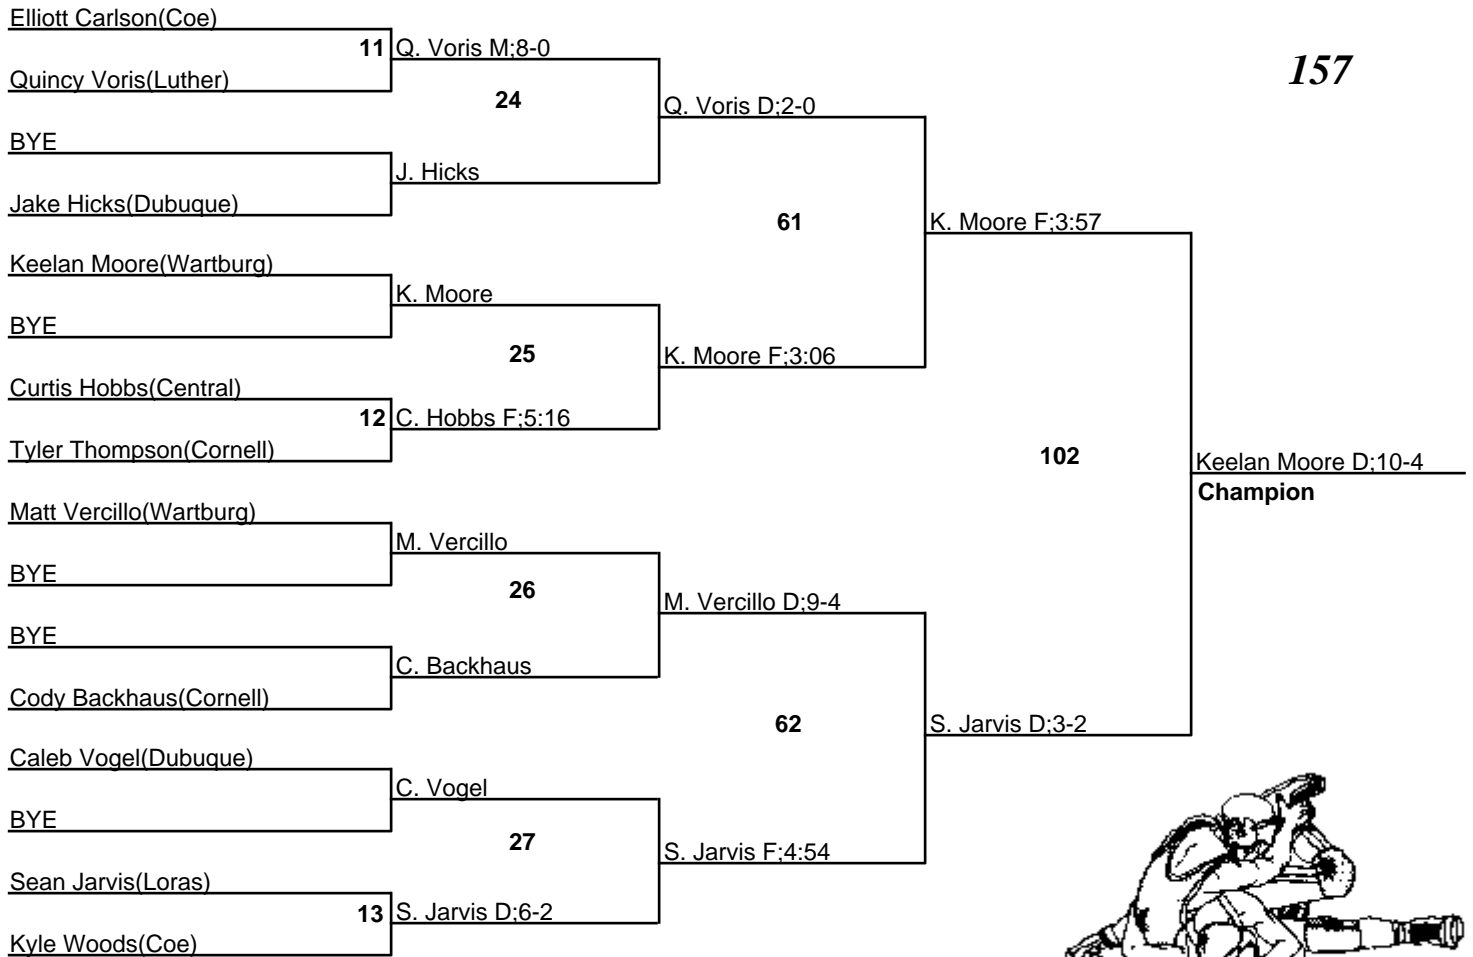 Elliott Carlson(Coe)
11 Q. Voris M;8-0
157
Quincy Voris(Luther)
24
Q. Voris D;2-0
BYE
J. Hicks
Jake Hicks(Dubuque)
61
K. Moore F;3:57
Keelan Moore(Wartburg)
K. Moore
BYE
25
K. Moore F;3:06
Curtis Hobbs(Central)
12 C. Hobbs F;5:16
Tyler Thompson(Cornell)
102
Keelan Moore D;10-4
Champion
Matt Vercillo(Wartburg)
M. Vercillo
BYE
26
M. Vercillo D;9-4
BYE
C. Backhaus
Cody Backhaus(Cornell)
62
S. Jarvis D;3-2
Caleb Vogel(Dubuque)
C. Vogel
BYE
27
S. Jarvis F;4:54
Sean Jarvis(Loras)
13 S. Jarvis D;6-2
Kyle Woods(Coe)